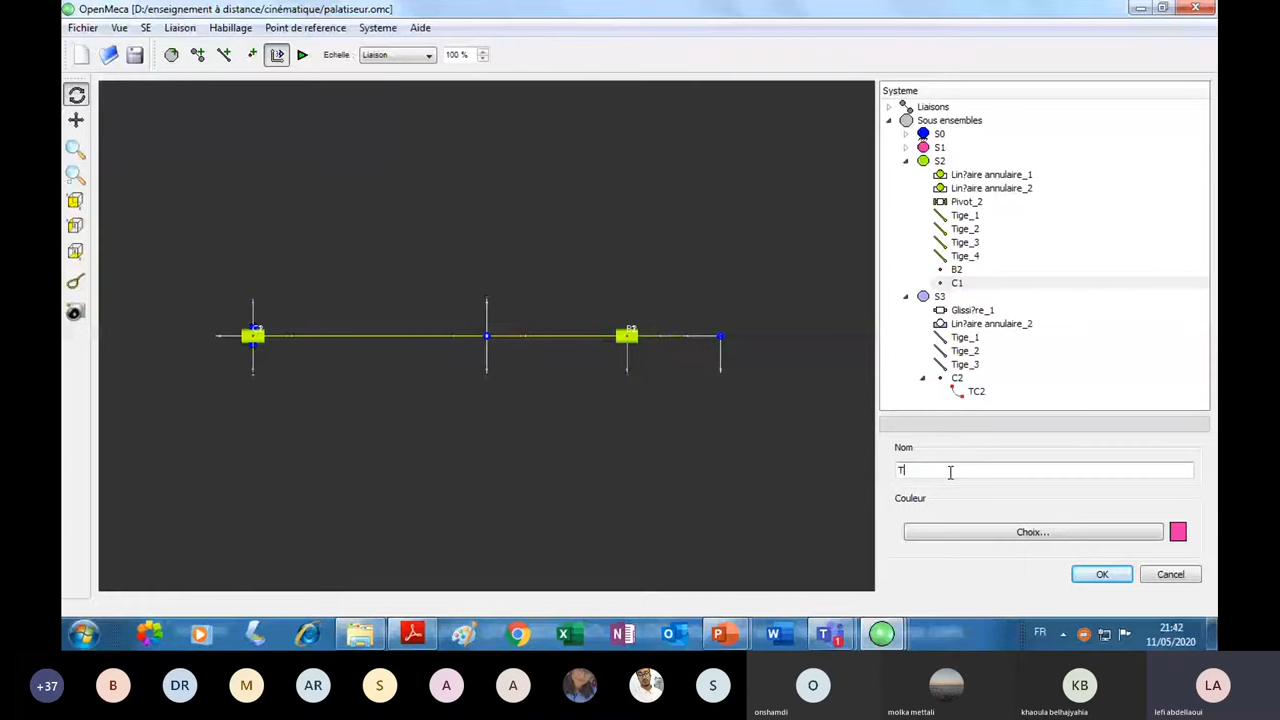 OpenMeca [D:/enseignement à distance/cinématique/palatiseur.omc]
Fichier Vue SE Liaison Habillage Point de reference Systeme Aide
Echelle : Liaison 100 %
Systeme
Liaisons
Sous ensembles
S0
S1
S2
Lin?aire annulaire_1
Lin?aire annulaire_2
Pivot_2
Tige_1
Tige_2
Tige_3
Tige_4
B2
C1
S3
Glissi?re_1
Lin?aire annulaire_2
Tige_1
Tige_2
Tige_3
C2
TC2
Nom
T
Couleur
Choix...
OK Cancel
FR 21:42
11/05/2020
+37 B DR M AR S A A S O KB LA
onshamdi molka mettali khaoula belhajyahia lefi abdellaoui